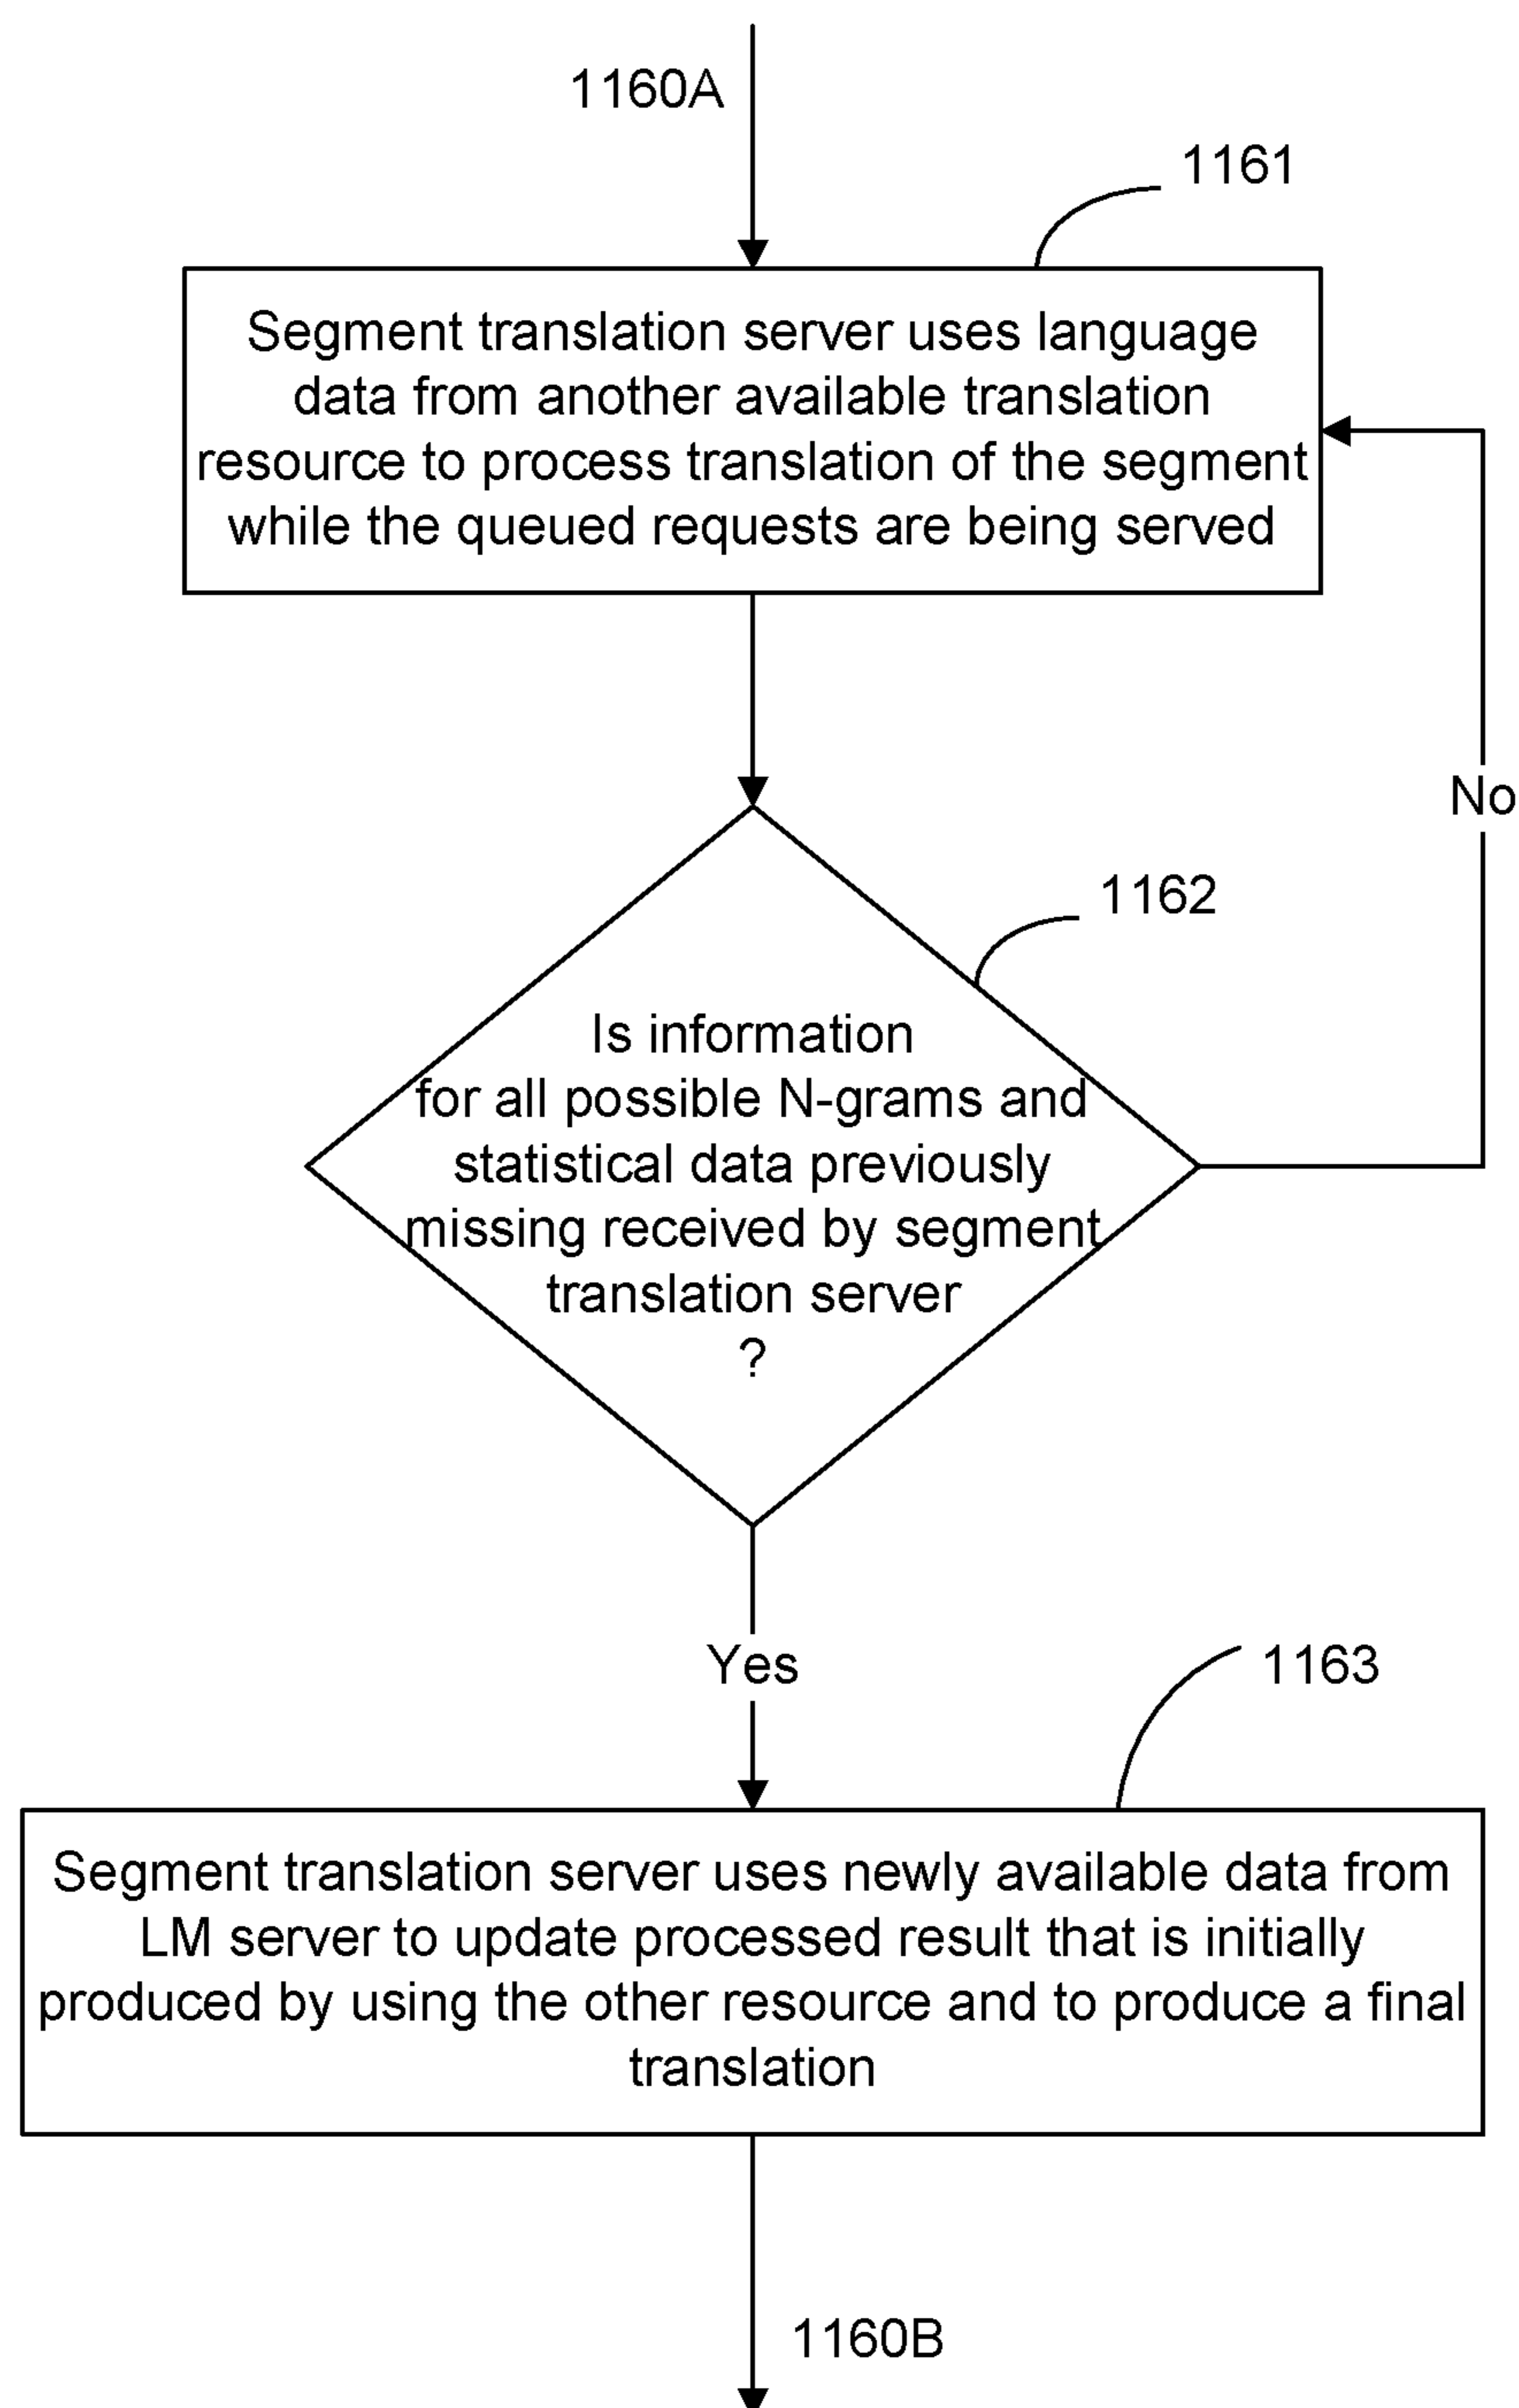 1160A
1161
Segment translation server uses language
data from another available translation
resource to process translation of the segment
while the queued requests are being served
No
1162
Is information
for all possible N-grams and
statistical data previously
missing received by segment
translation server
?
Yes
1163
Segment translation server uses newly available data from
LM server to update processed result that is initially
produced by using the other resource and to produce a final
translation
1160B